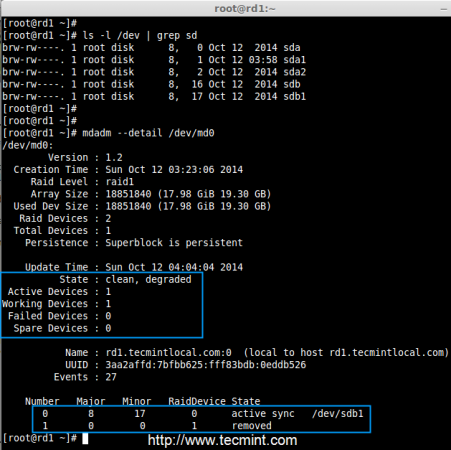 root@rd1:~
[root@rd1 ~]#
[root@rd1 ~]# ls -l /dev | grep sd
brw-rw----. 1 root disk      8,   0 Oct 12  2014 sda
brw-rw----. 1 root disk      8,   1 Oct 12 03:58 sda1
brw-rw----. 1 root disk      8,   2 Oct 12  2014 sda2
brw-rw----. 1 root disk      8,  16 Oct 12  2014 sdb
brw-rw----. 1 root disk      8,  17 Oct 12  2014 sdb1
[root@rd1 ~]#
[root@rd1 ~]#
[root@rd1 ~]# mdadm --detail /dev/md0
/dev/md0:
Version : 1.2
Creation Time : Sun Oct 12 03:23:06 2014
Raid Level : raid1
Array Size : 18851840 (17.98 GiB 19.30 GB)
Used Dev Size : 18851840 (17.98 GiB 19.30 GB)
Raid Devices : 2
Total Devices : 1
Persistence : Superblock is persistent
Update Time : Sun Oct 12 04:04:04 2014
State : clean, degraded
Active Devices : 1
Working Devices : 1
Failed Devices : 0
Spare Devices : 0
Name : rd1.tecmintlocal.com:0  (local to host rd1.tecmintlocal.com)
UUID : 3aa2affd:7bfbb625:fff83bdb:0eddb526
Events : 27
Number   Major   Minor   RaidDevice State
0       8       17        0      active sync   /dev/sdb1
1       0        0        1      removed
[root@rd1 ~]#
http://www.tecmint.com